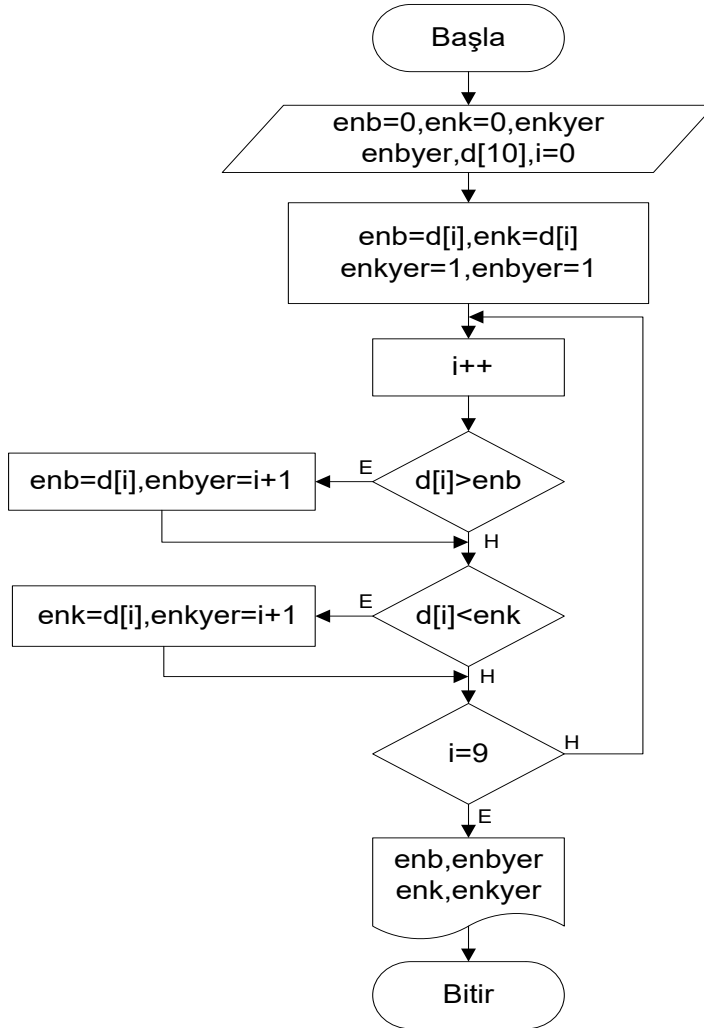 Başla
enb=0,enk=0,enkyer
enbyer,d[10],i=0
enb=d[i],enk=d[i]
enkyer=1,enbyer=1
i++
d[i]>enb
E
enb=d[i],enbyer=i+1
H
d[i]<enk
E
enk=d[i],enkyer=i+1
H
i=9
H
E
enb,enbyer
enk,enkyer
Bitir